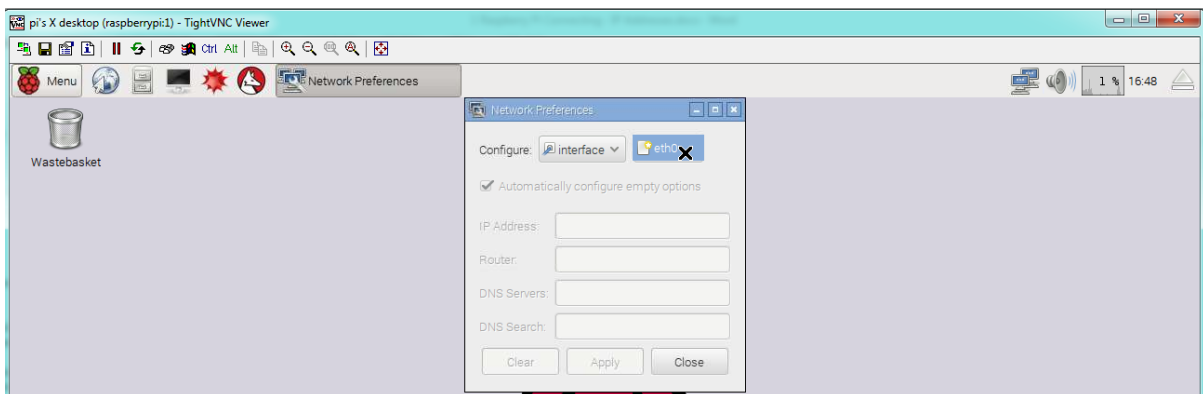 pi's X desktop (raspberrypi:1) - TightVNC Viewer
Ctrl Alt
Menu Network Preferences 1 % 16:48
Wastebasket
Network Preferences
Configure: interface eth0
Automatically configure empty options
IP Address:
Router:
DNS Servers:
DNS Search:
Clear Apply Close